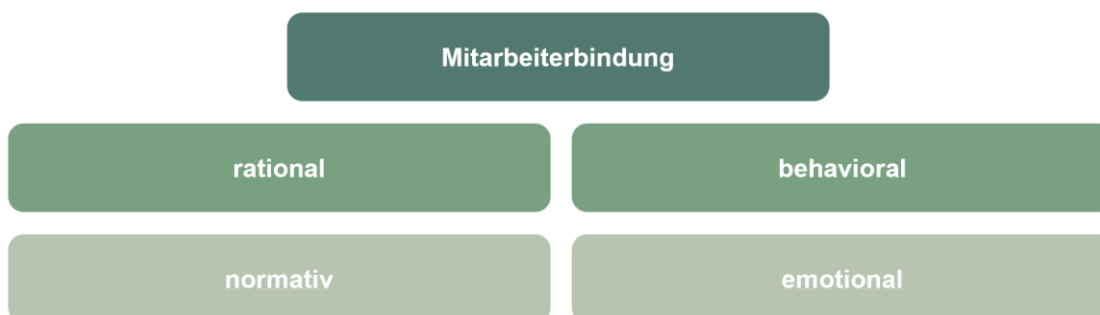 Mitarbeiterbindung
rational
behavioral
normativ
emotional